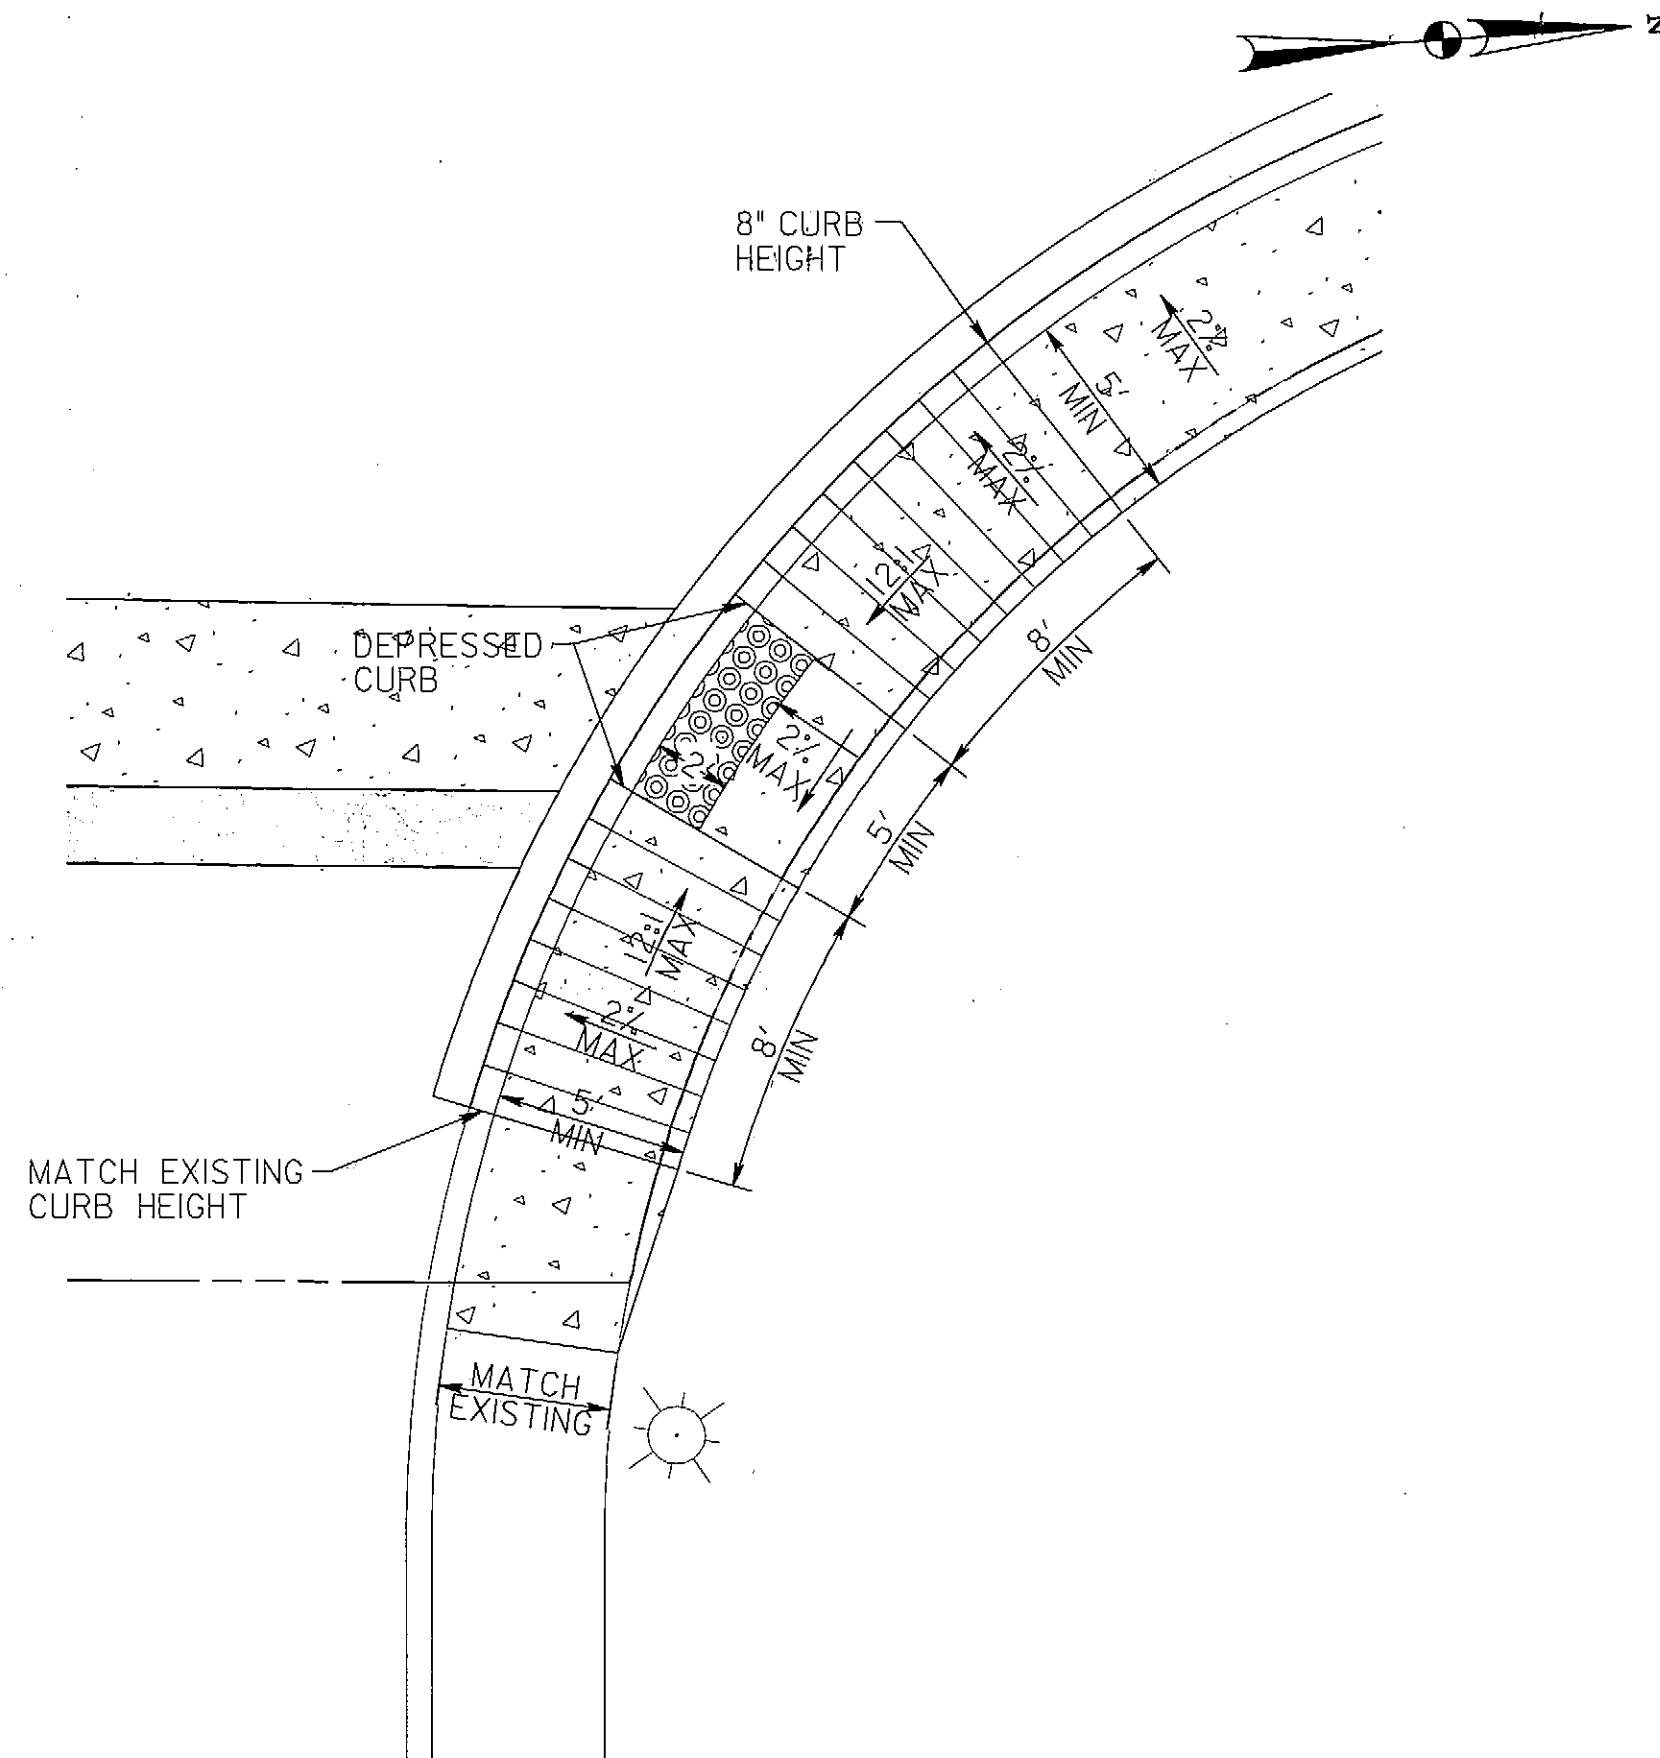 N
8" CURB
HEIGHT
2%
MAX
5'
MIN
2%
MAX
12:1
MAX
8'
MIN
DEPRESSED
CURB
2%
MAX
2'
5'
MIN
12:1
MAX
2%
MAX
8'
MIN
5'
MIN
MATCH EXISTING
CURB HEIGHT
MATCH
EXISTING